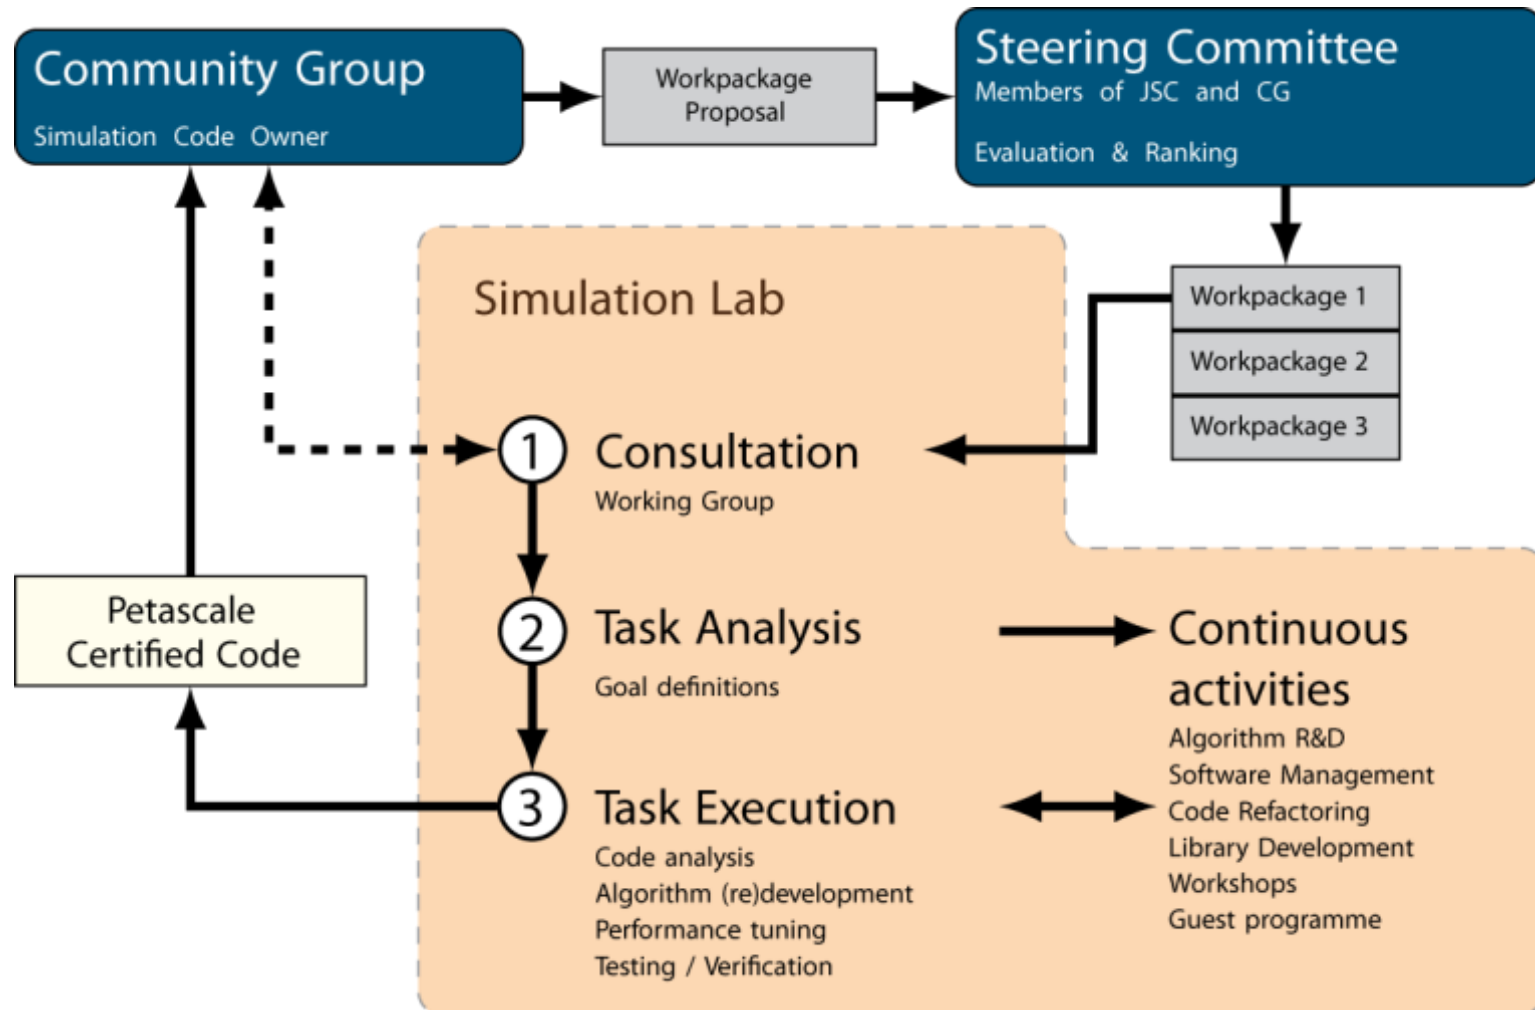 Community Group
Simulation Code Owner
Workpackage
Proposal
Steering Committee
Members of JSC and CG
Evaluation & Ranking
Workpackage 1
Workpackage 2
Workpackage 3
Simulation Lab
1 Consultation
Working Group
2 Task Analysis
Goal definitions
3 Task Execution
Code analysis
Algorithm (re)development
Performance tuning
Testing / Verification
Continuous
activities
Algorithm R&D
Software Management
Code Refactoring
Library Development
Workshops
Guest programme
Petascale
Certified Code